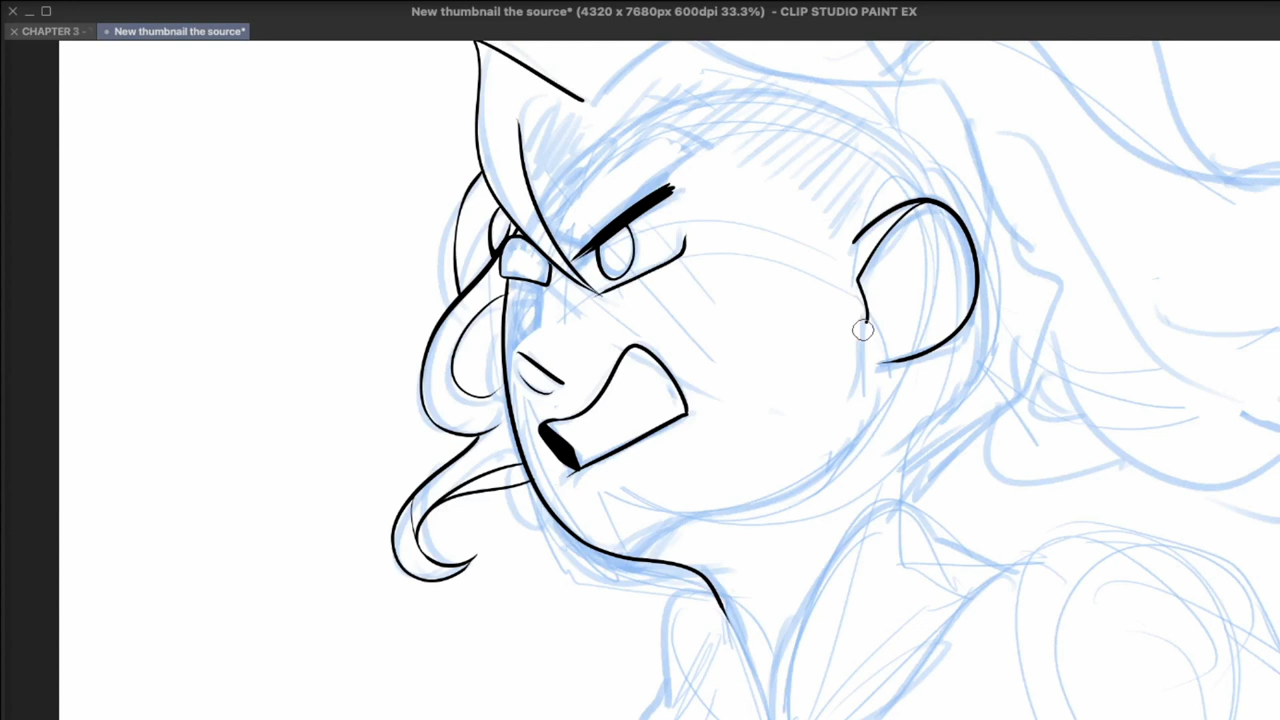 New thumbnail the source* (4320 x 7680px 600dpi 33.3%) - CLIP STUDIO PAINT EX
CHAPTER 3 - New thumbnail the source*